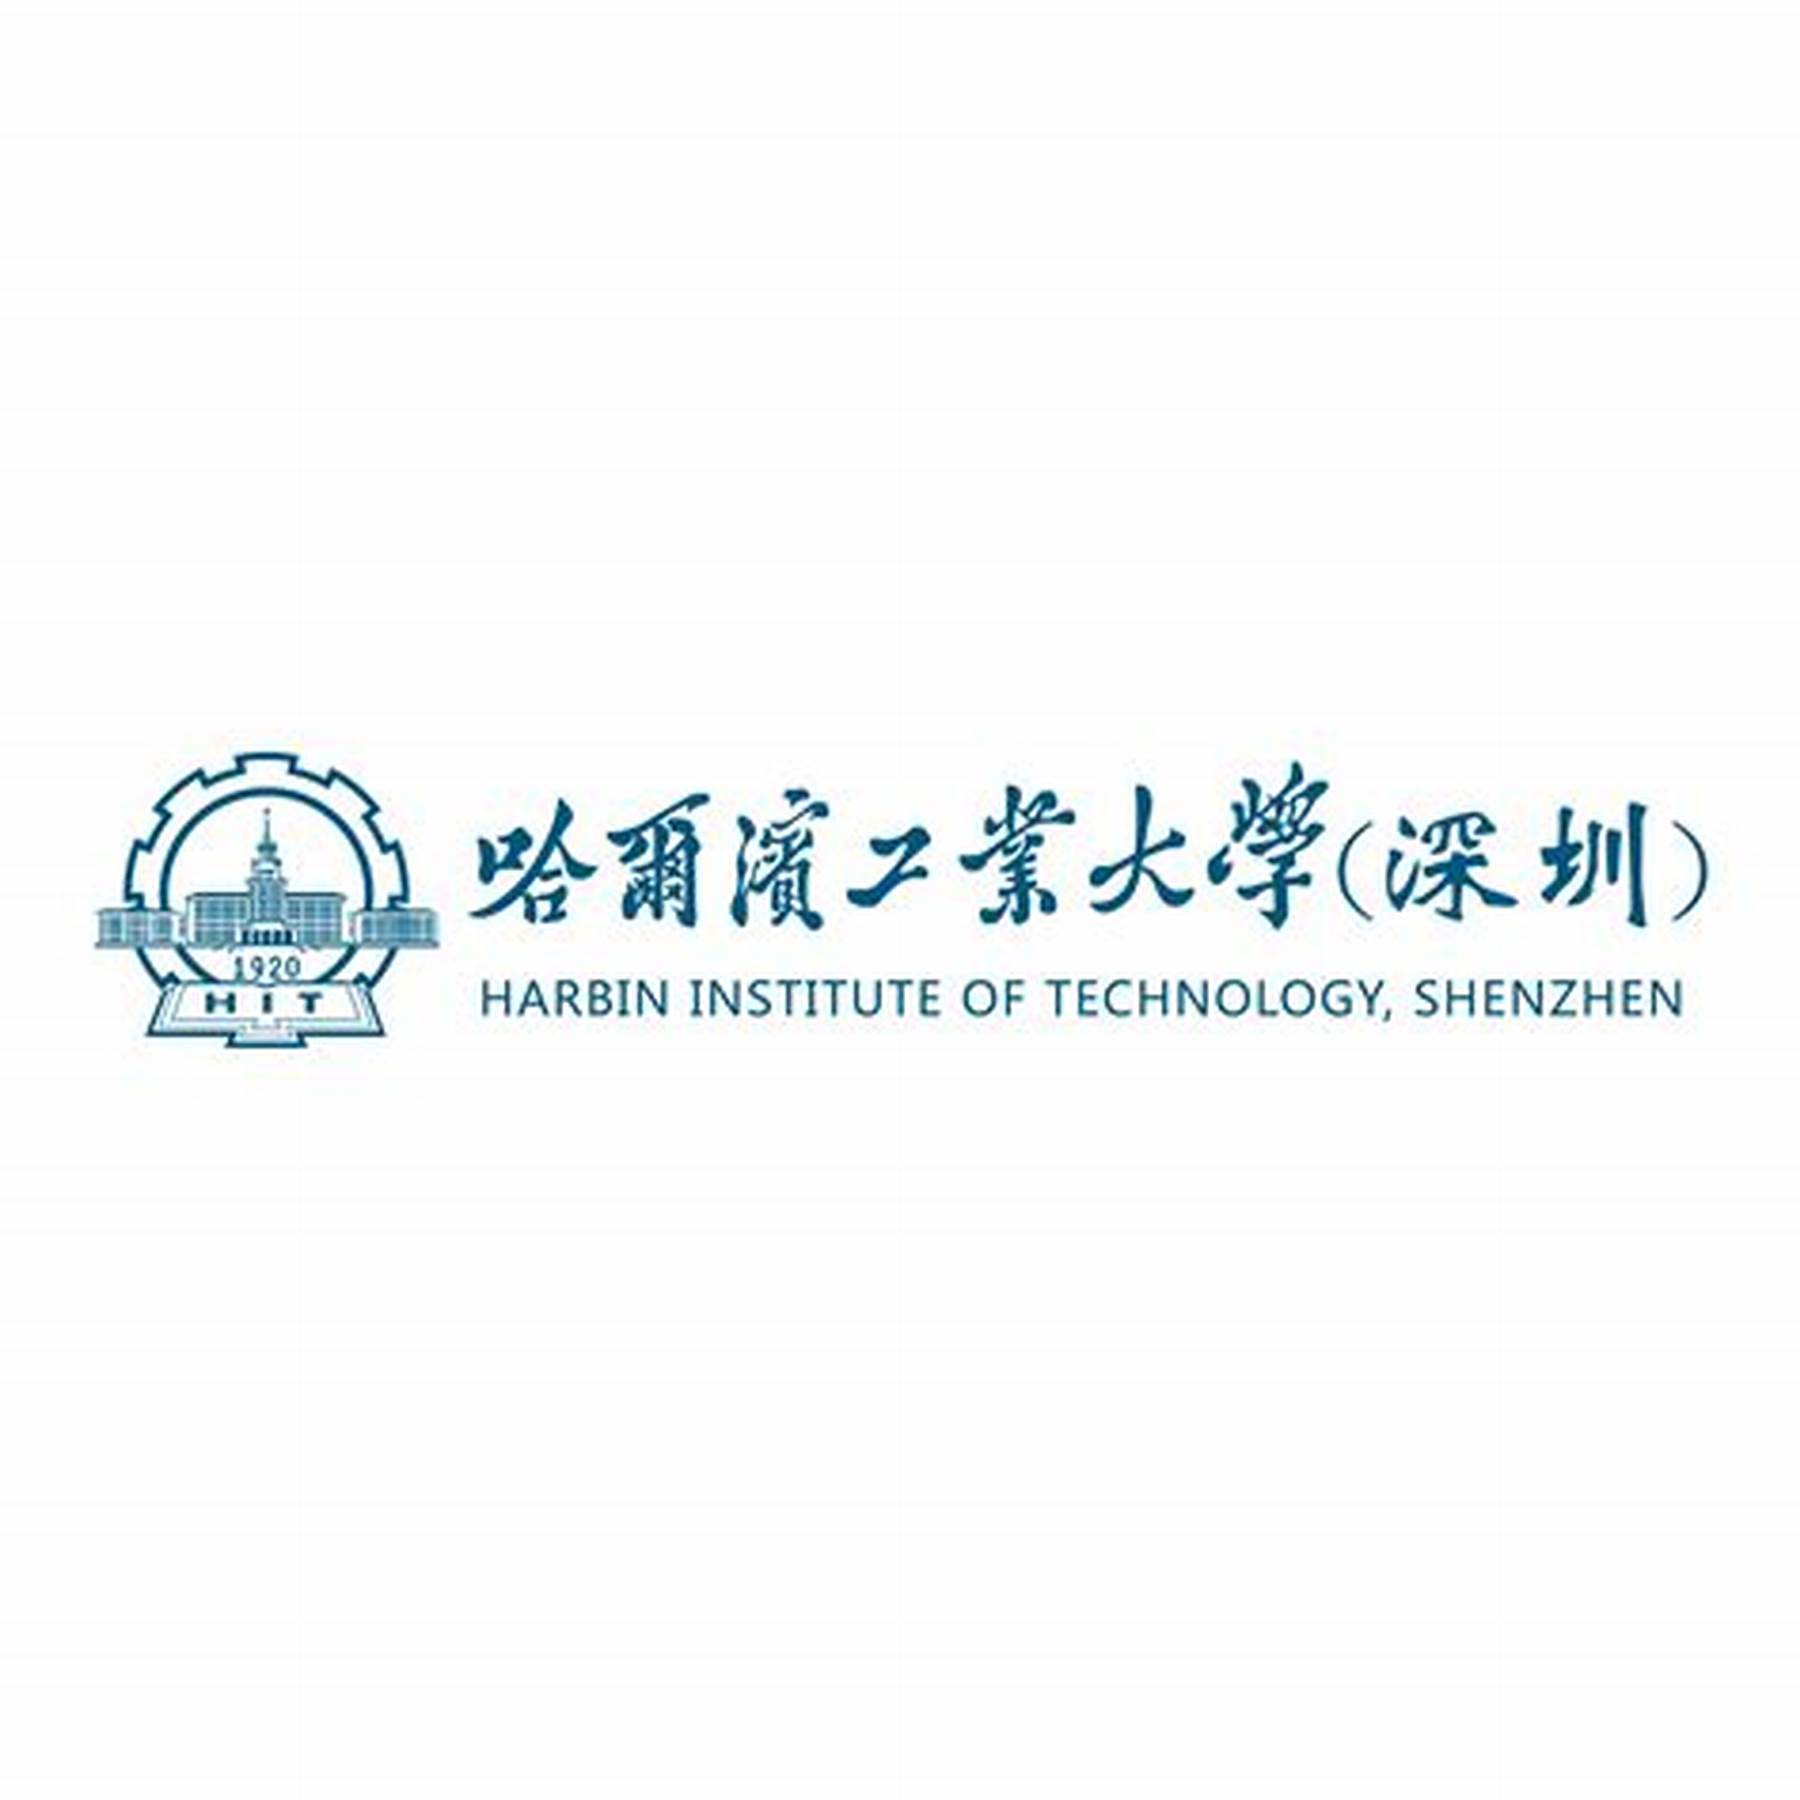 1920
HIT
哈爾濱工業大學(深圳)
HARBIN INSTITUTE OF TECHNOLOGY, SHENZHEN